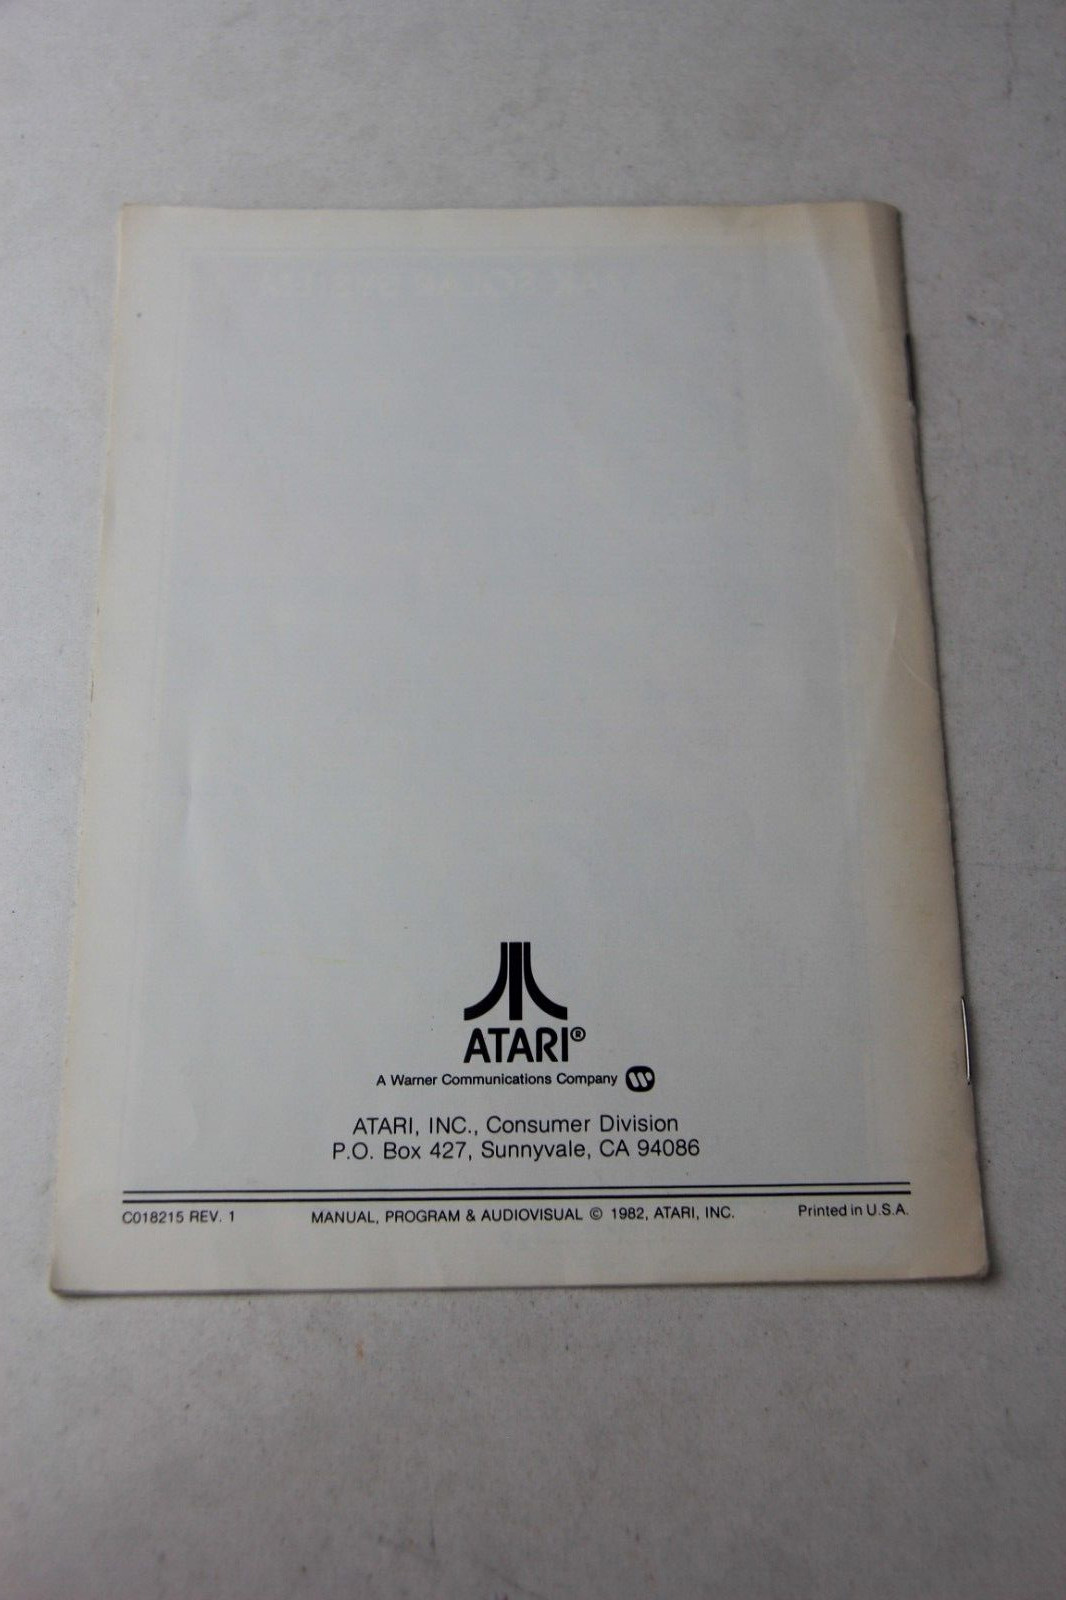 ATARI®
A Warner Communications Company
ATARI, INC., Consumer Division
P.O. Box 427, Sunnyvale, CA 94086
C018215 REV. 1 MANUAL, PROGRAM & AUDIOVISUAL © 1982, ATARI, INC. Printed in U.S.A.